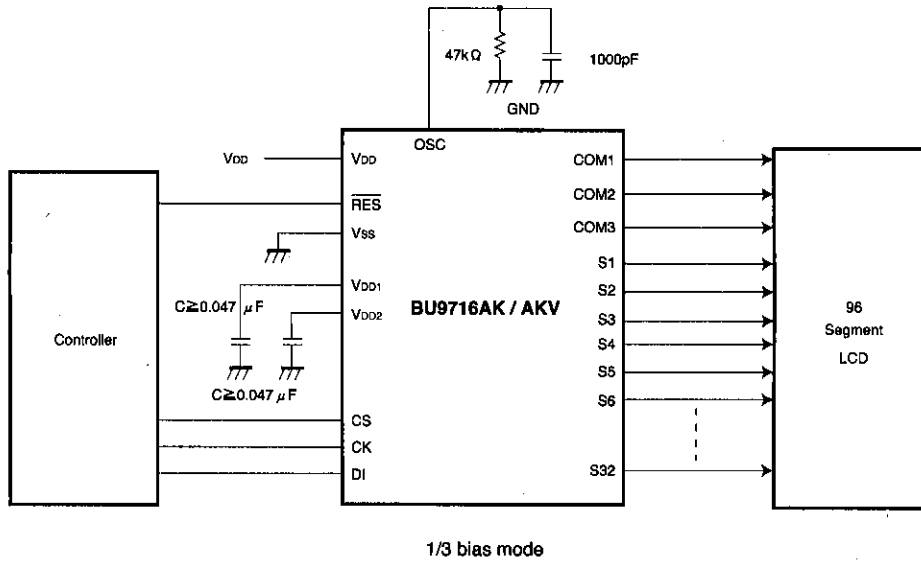 47kΩ
1000pF
GND
OSC
VDD
VDD
RES
VSS
VDD1
C≧0.047 μF
VDD2
C≧0.047 μF
CS
CK
DI
Controller
BU9716AK / AKV
COM1
COM2
COM3
S1
S2
S3
S4
S5
S6
S32
96
Segment
LCD
1/3 bias mode